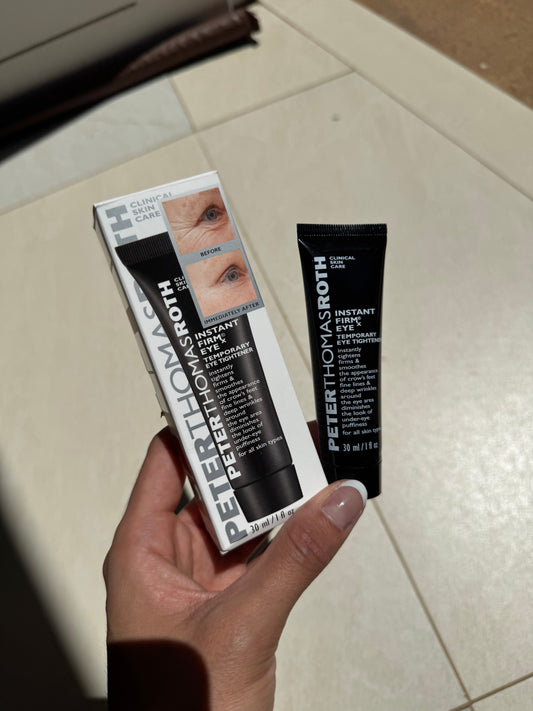 CLINICAL
SKIN
CARE
PETERTHOMASROTH
BEFORE
IMMEDIATELY AFTER
PETERTHOMASROTH
INSTANT
FIRMx®
EYE
TEMPORARY
EYE TIGHTENER
instantly
tightens
firms &
smoothes
the appearance
of crow's feet
fine lines &
deep wrinkles
around
the eye area
diminishes
the look of
under-eye
puffiness
for all skin types
30 ml / 1 fl oz
CLINICAL
SKIN
CARE
PETERTHOMASROTH
INSTANT
FIRMx®
EYE
TEMPORARY
EYE TIGHTENER
instantly
tightens
firms &
smoothes
the appearance
of crow's feet
fine lines &
deep wrinkles
around
the eye area
diminishes
the look of
under-eye
puffiness
for all skin types
30 ml / 1 fl oz